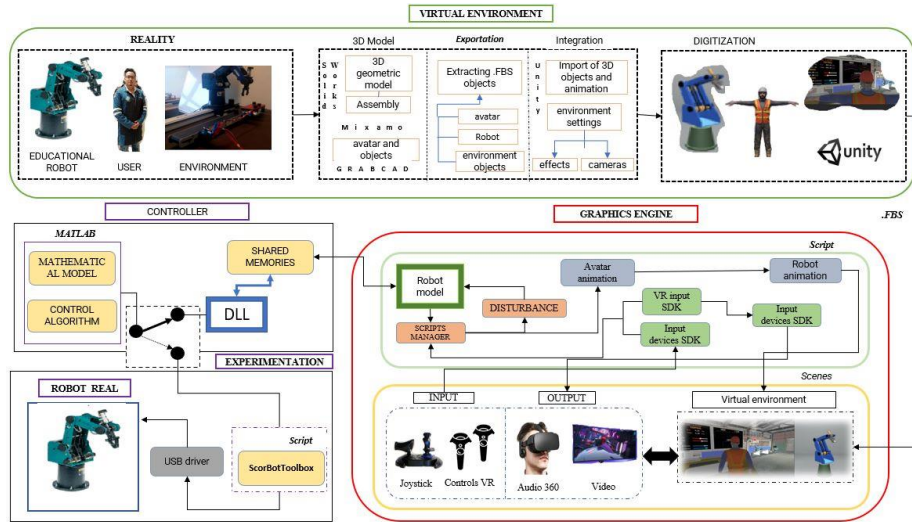 VIRTUAL ENVIRONMENT
REALITY
EDUCATIONAL
ROBOT
USER
ENVIRONMENT
3D Model
Solid
Works
3D
geometric
model
Assembly
Mixamo
avatar and
objects
GRABCAD
Exportation
Extracting .FBS
objects
avatar
Robot
environment
objects
Integration
Unity
Import of 3D
objects and
animation
environment
settings
effects
cameras
DIGITIZATION
unity
.FBS
CONTROLLER
MATLAB
MATHEMATIC
AL MODEL
CONTROL
ALGORITHM
SHARED
MEMORIES
DLL
EXPERIMENTATION
ROBOT REAL
USB driver
Script
ScorBotToolbox
GRAPHICS ENGINE
Script
Robot
model
SCRIPTS
MANAGER
DISTURBANCE
Avatar
animation
Robot
animation
VR input
SDK
Input
devices SDK
Input
devices SDK
Scenes
INPUT
Joystick
Controls VR
OUTPUT
Audio 360
Video
Virtual environment